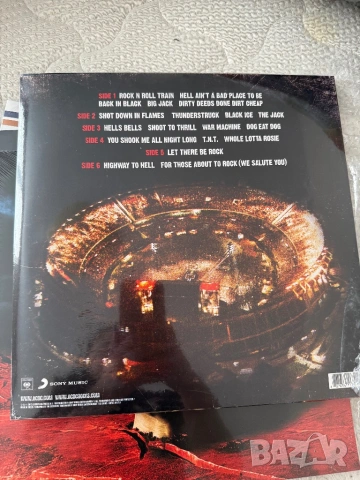 SIDE 1 ROCK N ROLL TRAIN HELL AIN'T A BAD PLACE TO BE
BACK IN BLACK BIG JACK DIRTY DEEDS DONE DIRT CHEAP
SIDE 2 SHOT DOWN IN FLAMES THUNDERSTRUCK BLACK ICE THE JACK
SIDE 3 HELLS BELLS SHOOT TO THRILL WAR MACHINE DOG EAT DOG
SIDE 4 YOU SHOOK ME ALL NIGHT LONG T.N.T. WHOLE LOTTA ROSIE
SIDE 5 LET THERE BE ROCK
SIDE 6 HIGHWAY TO HELL FOR THOSE ABOUT TO ROCK (WE SALUTE YOU)
SONY MUSIC
WWW.ACDC.COM
BAZAR